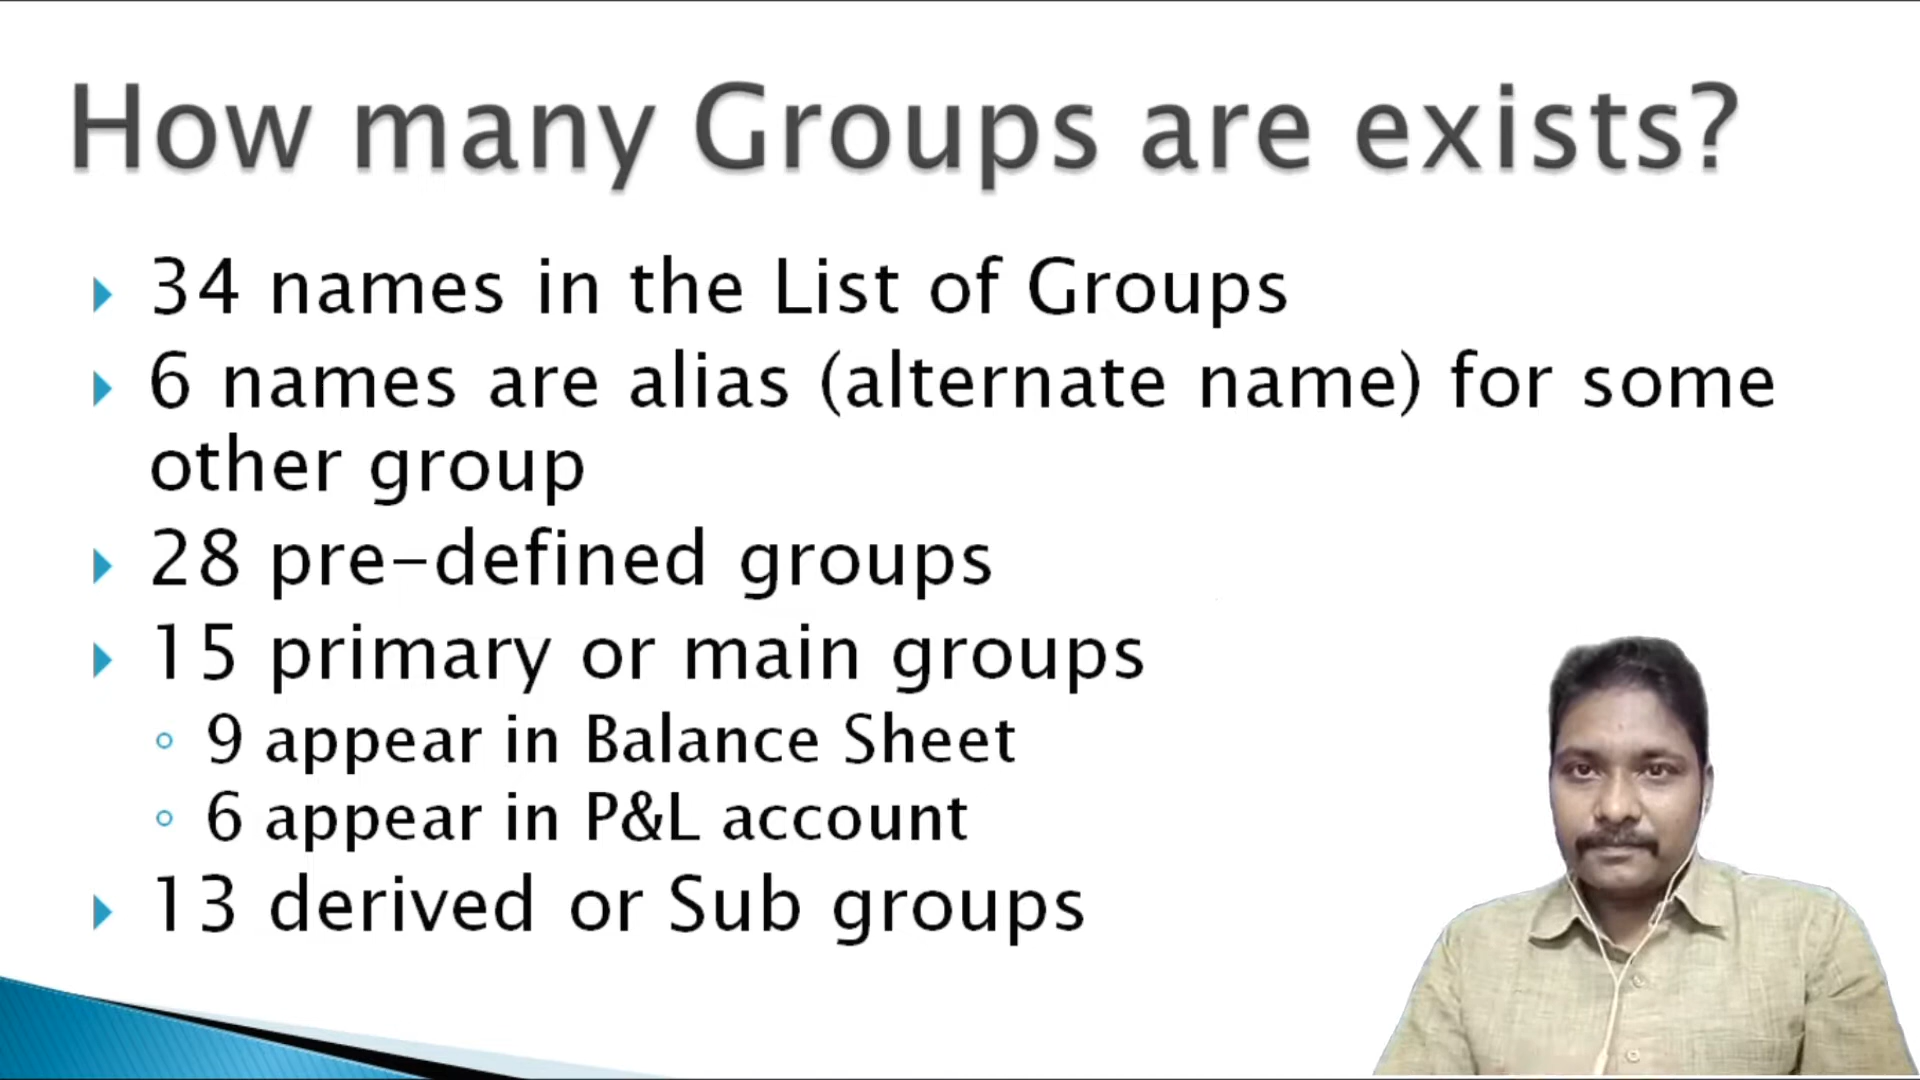 How many Groups are exists?
34 names in the List of Groups
6 names are alias (alternate name) for some
other group
28 pre-defined groups
15 primary or main groups
9 appear in Balance Sheet
6 appear in P&L account
13 derived or Sub groups